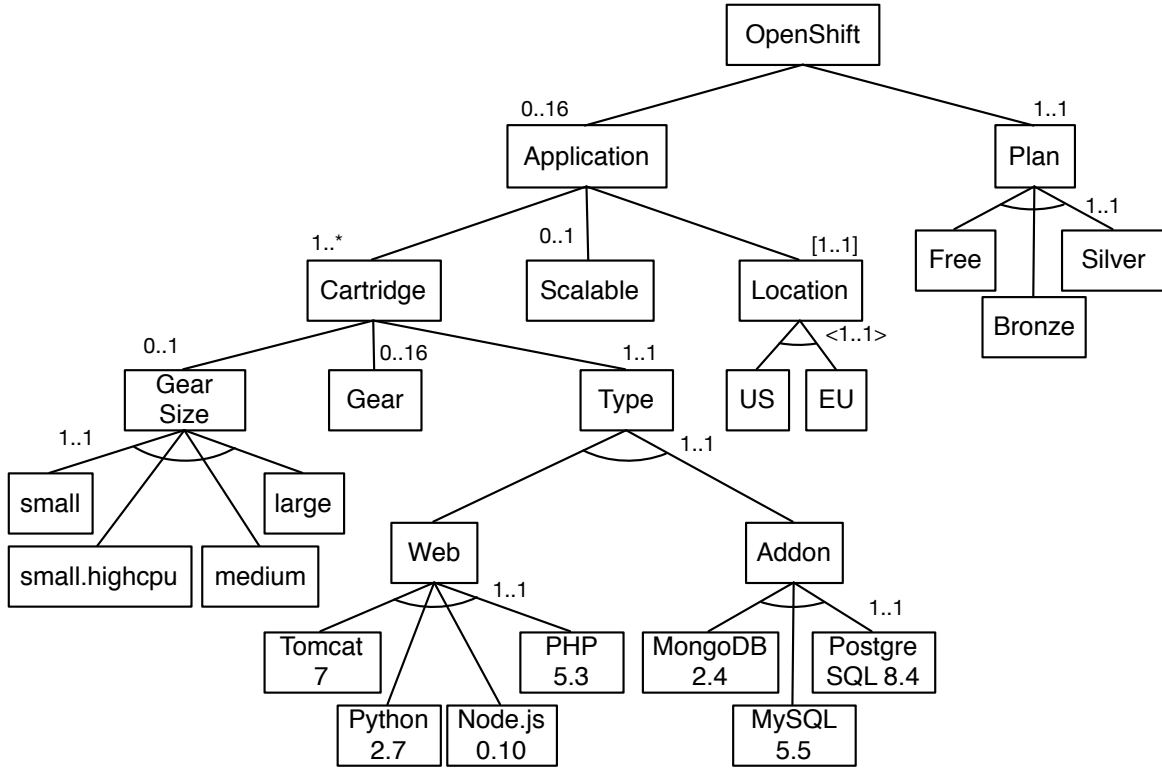 OpenShift
0..16
1..1
Application
Plan
1..*
0..1
[1..1]
1..1
Cartridge
Scalable
Location
Free
Silver
Bronze
0..1
0..16
1..1
<1..1>
Gear
Size
Gear
Type
US
EU
1..1
1..1
small
large
small.highcpu
medium
Web
Addon
1..1
1..1
Tomcat
7
PHP
5.3
MongoDB
2.4
Postgre
SQL 8.4
Python
2.7
Node.js
0.10
MySQL
5.5